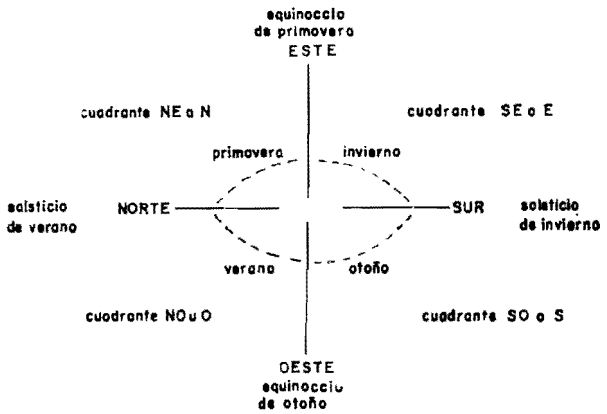 equinoccio
de primavera
ESTE
cuadrante NE a N
cuadrante SE a E
primavera
invierno
solsticio
de verano
NORTE
SUR
solsticio
de invierno
verano
otoño
cuadrante NO u O
cuadrante SO a S
OESTE
equinoccio
de otoño